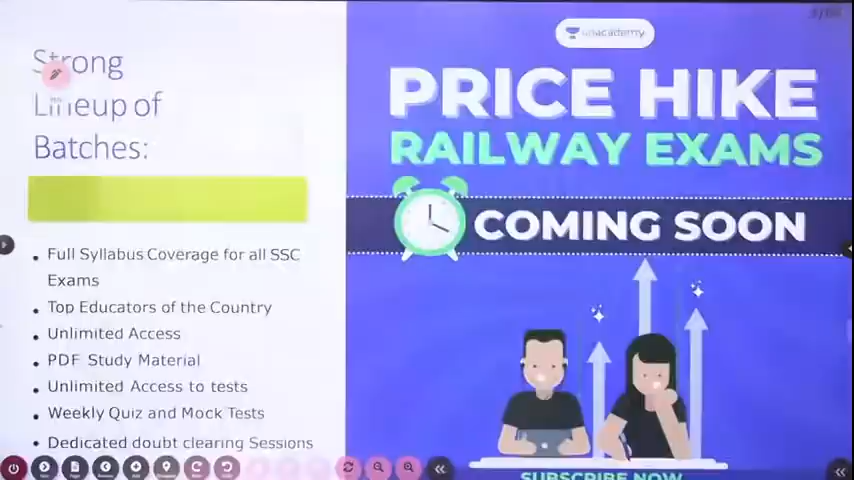 Strong
Lineup of
Batches:
Full Syllabus Coverage for all SSC
Exams
Top Educators of the Country
Unlimited Access
PDF Study Material
Unlimited Access to tests
Weekly Quiz and Mock Tests
Dedicated doubt clearing Sessions
unacademy
PRICE HIKE
RAILWAY EXAMS
COMING SOON
SUBSCRIBE NOW